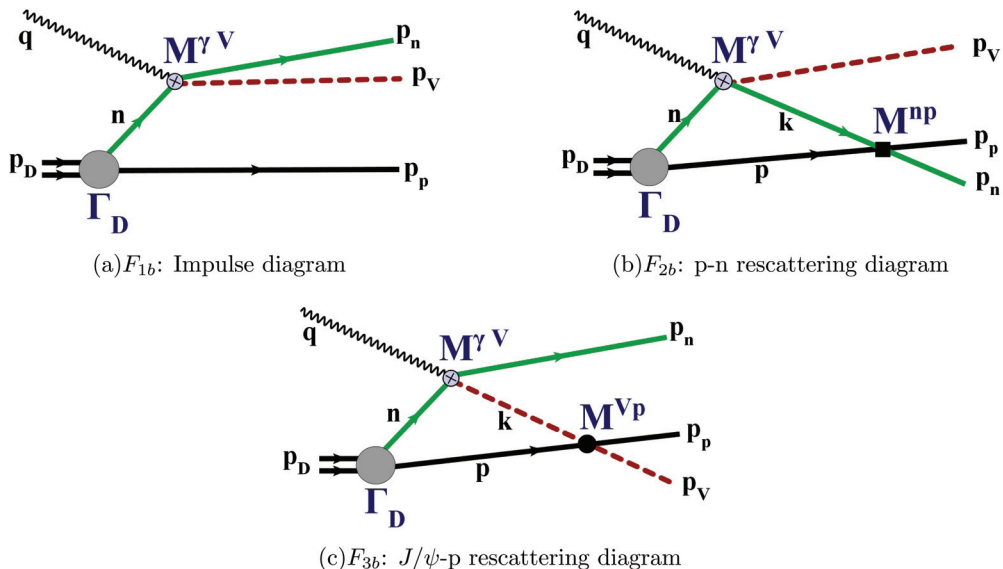 q
M^{γ V}
p_n
p_V
n
p_D
Γ_D
p_p
(a)F_{1b}: Impulse diagram
q
M^{γ V}
p_V
n
k
M^{np}
p_D
p_p
p
Γ_D
p_n
(b)F_{2b}: p-n rescattering diagram
q
M^{γ V}
p_n
n
k
M^{Vp}
p_p
p_D
p
Γ_D
p_V
(c)F_{3b}: J/ψ-p rescattering diagram